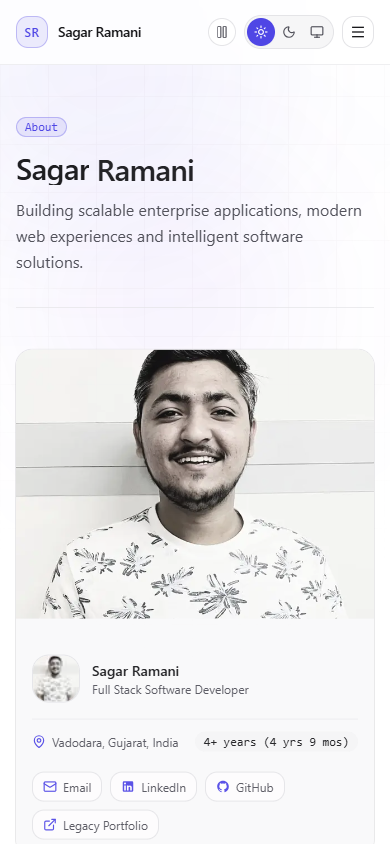 SR Sagar Ramani
About
Sagar Ramani
Building scalable enterprise applications, modern
web experiences and intelligent software
solutions.
Sagar Ramani
Full Stack Software Developer
Vadodara, Gujarat, India 4+ years (4 yrs 9 mos)
Email LinkedIn GitHub
Legacy Portfolio